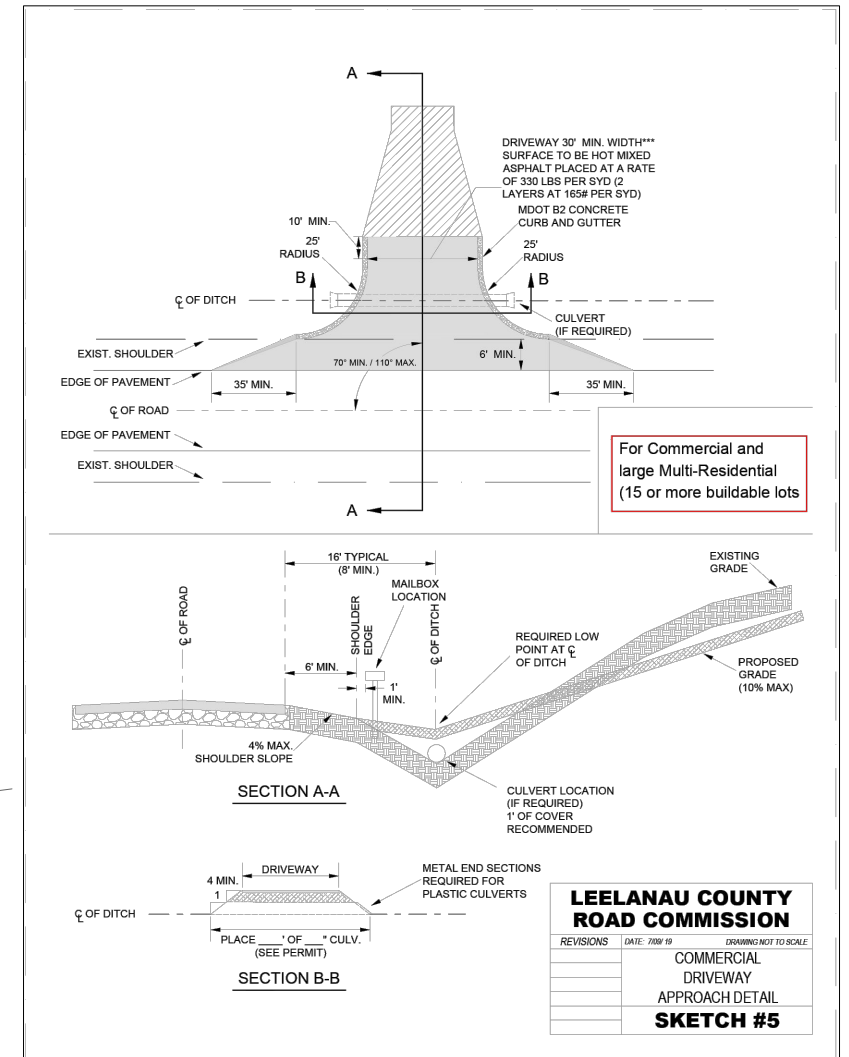 A
DRIVEWAY 30' MIN. WIDTH***
SURFACE TO BE HOT MIXED
ASPHALT PLACED AT A RATE
OF 330 LBS PER SYD (2
LAYERS AT 165# PER SYD)
MDOT B2 CONCRETE
CURB AND GUTTER
10' MIN.
25'
RADIUS
25'
RADIUS
B
B
℄ OF DITCH
CULVERT
(IF REQUIRED)
EXIST. SHOULDER
6' MIN.
70° MIN. / 110° MAX.
EDGE OF PAVEMENT
35' MIN.
35' MIN.
℄ OF ROAD
EDGE OF PAVEMENT
EXIST. SHOULDER
A
For Commercial and
large Multi-Residential
(15 or more buildable lots
16' TYPICAL
(8' MIN.)
MAILBOX
LOCATION
EXISTING
GRADE
℄ OF ROAD
SHOULDER
EDGE
℄ OF DITCH
REQUIRED LOW
POINT AT ℄
OF DITCH
6' MIN.
1'
MIN.
PROPOSED
GRADE
(10% MAX)
4% MAX.
SHOULDER SLOPE
SECTION A-A
CULVERT LOCATION
(IF REQUIRED)
1' OF COVER
RECOMMENDED
DRIVEWAY
4 MIN.
1
METAL END SECTIONS
REQUIRED FOR
PLASTIC CULVERTS
℄ OF DITCH
PLACE ____' OF ___" CULV.
(SEE PERMIT)
SECTION B-B
LEELANAU COUNTY
ROAD COMMISSION
REVISIONS DATE: 7/09/ 19 DRAWING NOT TO SCALE
COMMERCIAL
DRIVEWAY
APPROACH DETAIL
SKETCH #5